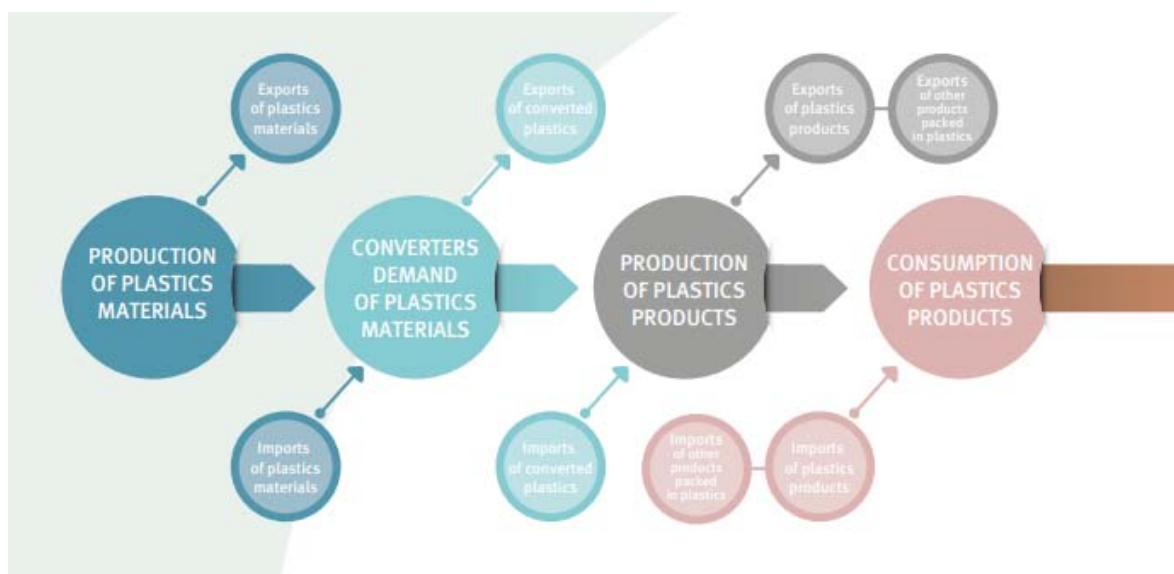 Exports
of plastics
materials
Exports
of converted
plastics
Exports
of plastics
products
Exports
of other
products
packed
in plastics
PRODUCTION
OF PLASTICS
MATERIALS
CONVERTERS
DEMAND
OF PLASTICS
MATERIALS
PRODUCTION
OF PLASTICS
PRODUCTS
CONSUMPTION
OF PLASTICS
PRODUCTS
Imports
of plastics
materials
Imports
of converted
plastics
Imports
of other
products
packed
in plastics
Imports
of plastics
products